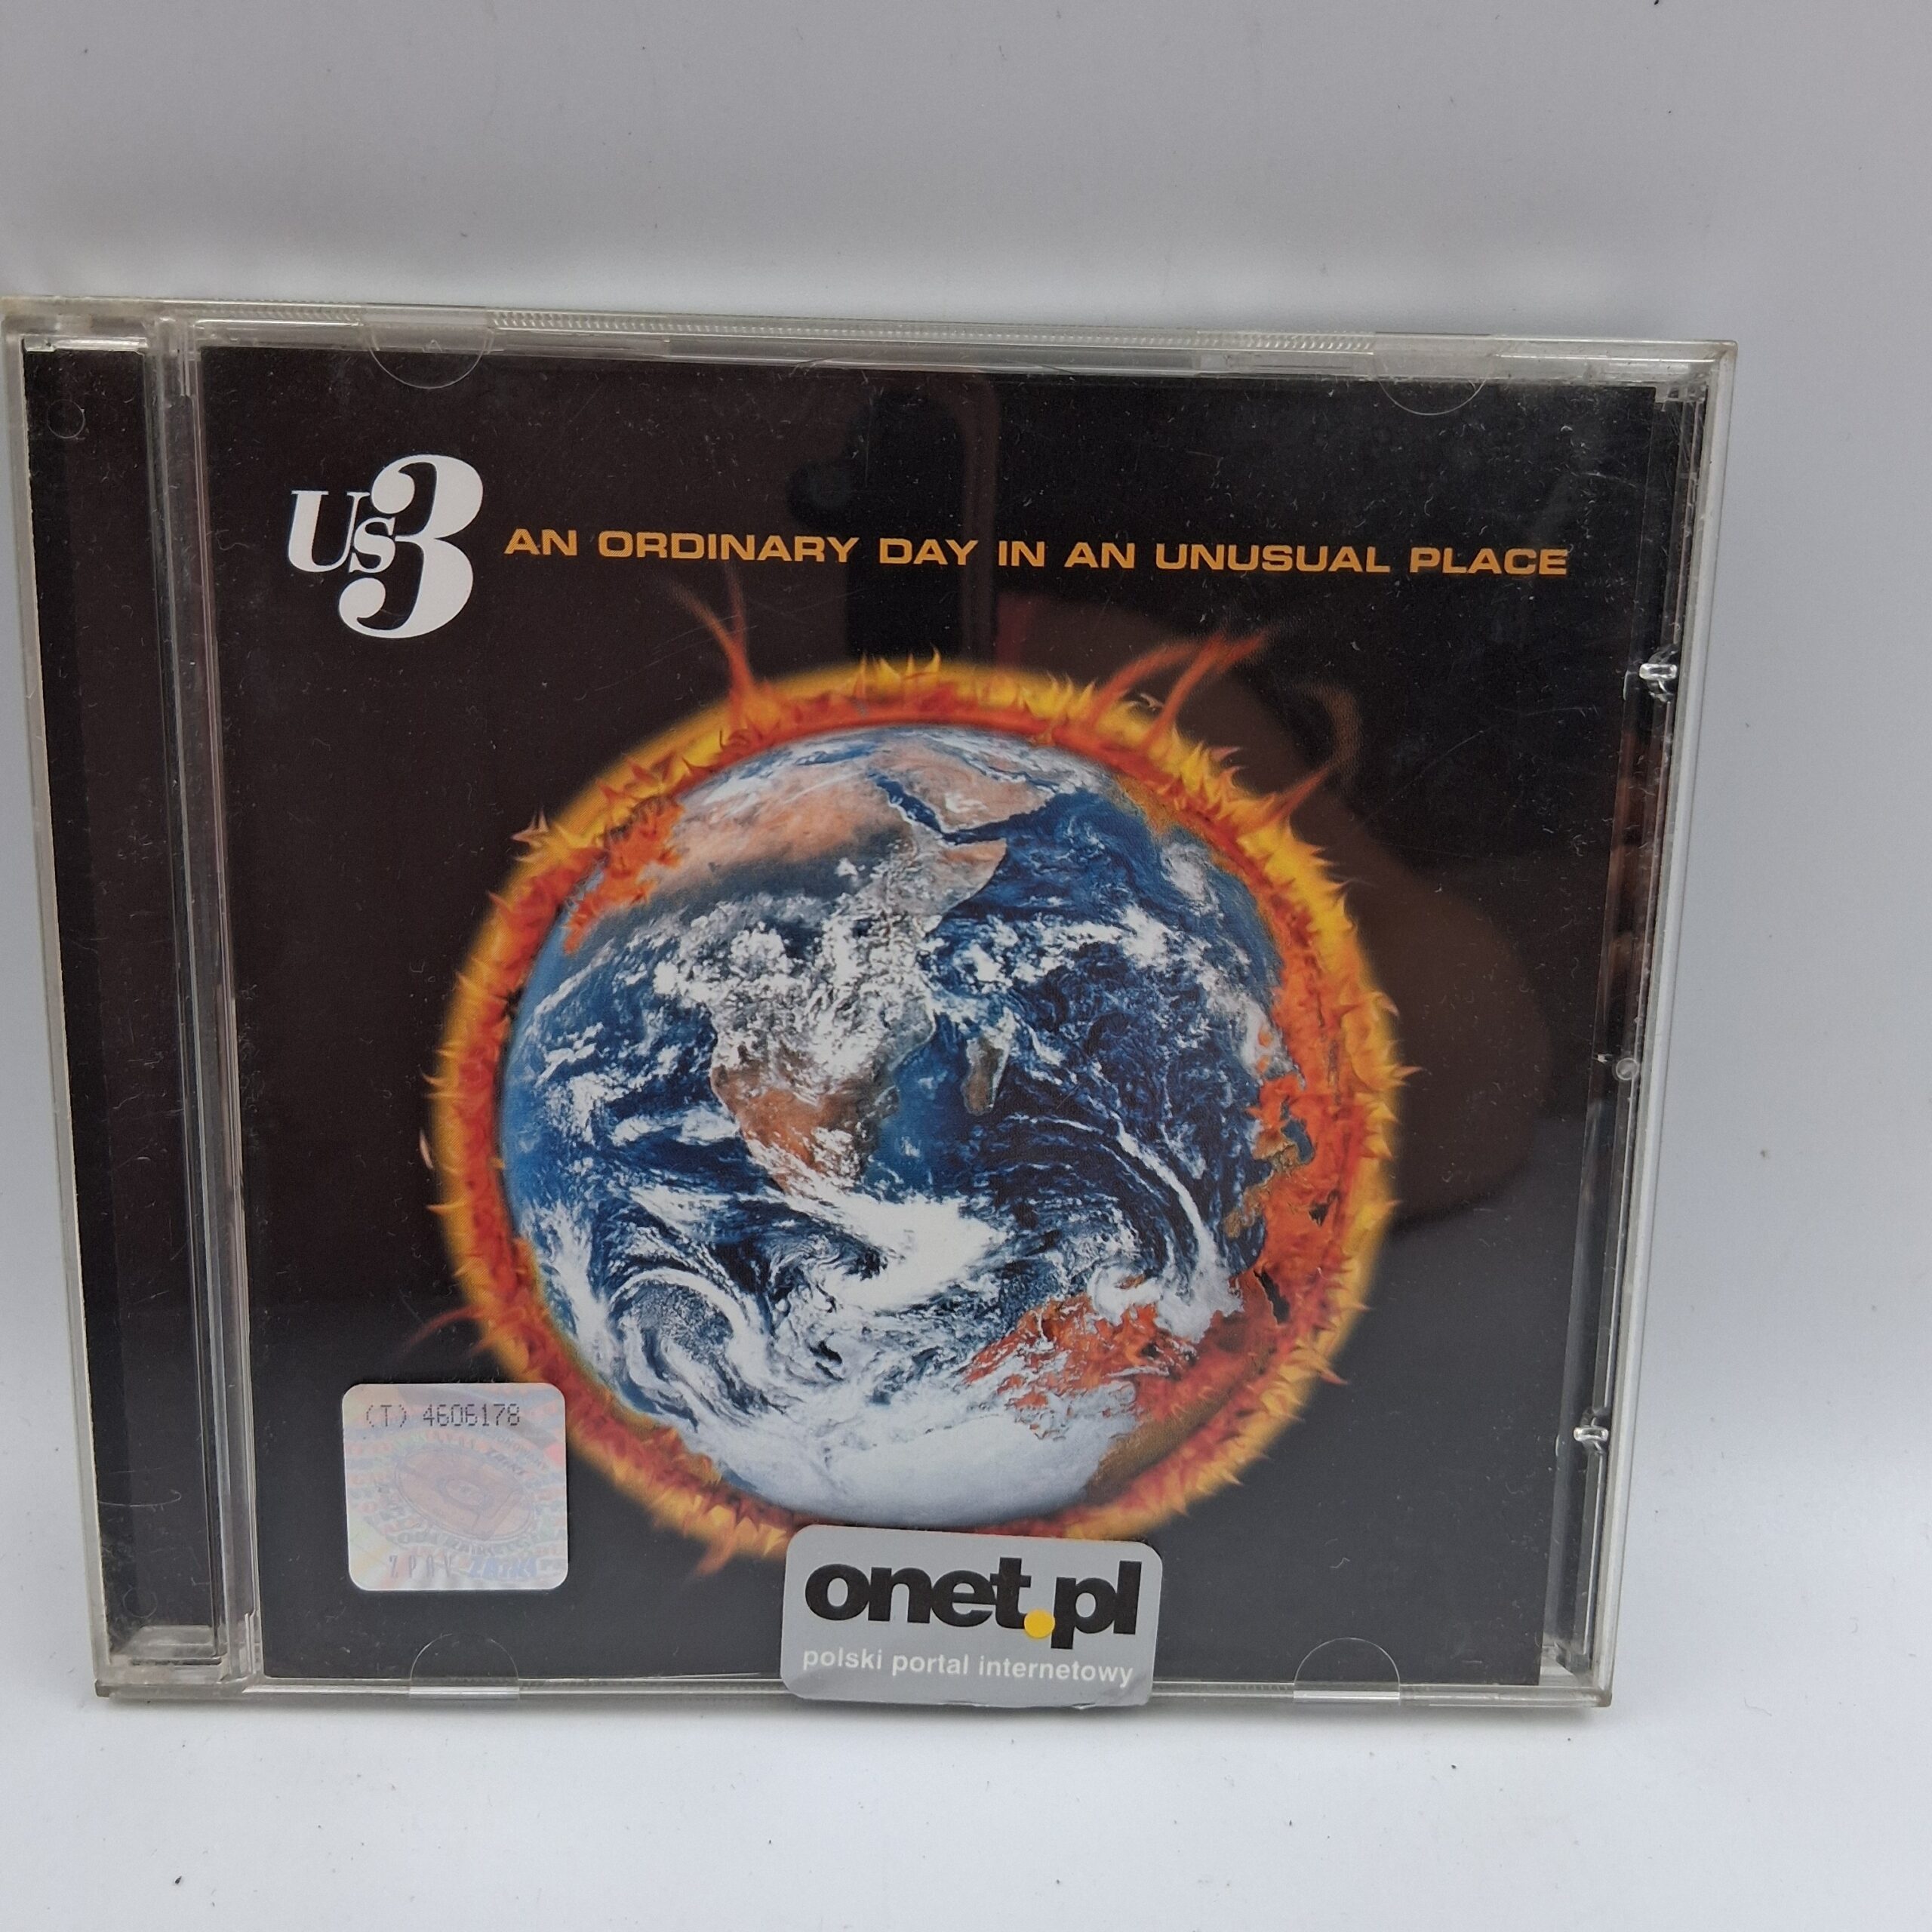 Us3
AN ORDINARY DAY IN AN UNUSUAL PLACE
(T) 4606178
onet.pl
polski portal internetowy